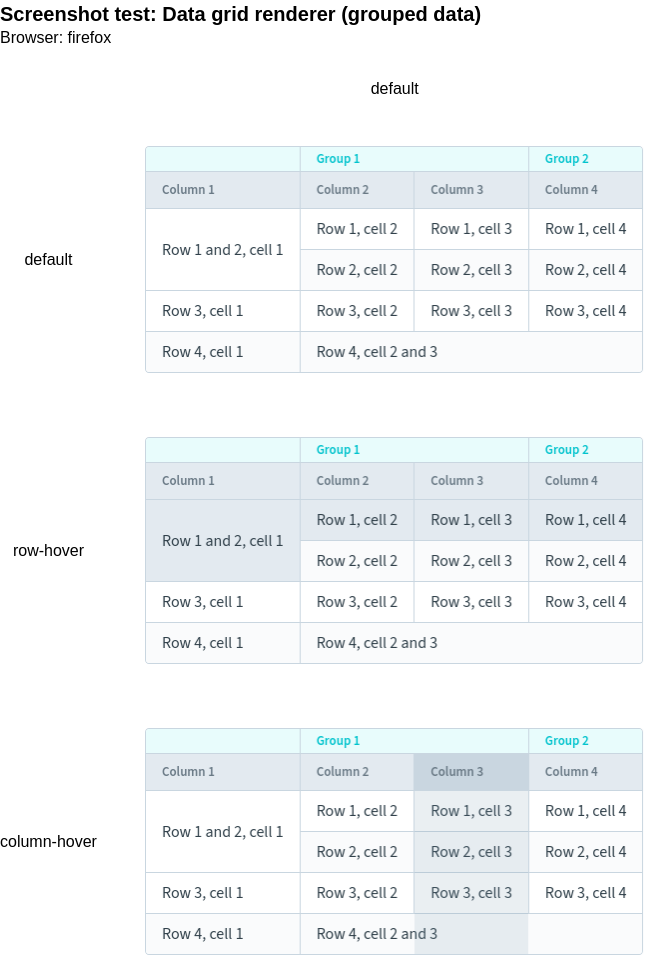 Screenshot test: Data grid renderer (grouped data)
Browser: firefox
default
default
Group 1 Group 2
Column 1 Column 2 Column 3 Column 4
Row 1 and 2, cell 1 Row 1, cell 2 Row 1, cell 3 Row 1, cell 4
Row 2, cell 2 Row 2, cell 3 Row 2, cell 4
Row 3, cell 1 Row 3, cell 2 Row 3, cell 3 Row 3, cell 4
Row 4, cell 1 Row 4, cell 2 and 3
row-hover
Group 1 Group 2
Column 1 Column 2 Column 3 Column 4
Row 1 and 2, cell 1 Row 1, cell 2 Row 1, cell 3 Row 1, cell 4
Row 2, cell 2 Row 2, cell 3 Row 2, cell 4
Row 3, cell 1 Row 3, cell 2 Row 3, cell 3 Row 3, cell 4
Row 4, cell 1 Row 4, cell 2 and 3
column-hover
Group 1 Group 2
Column 1 Column 2 Column 3 Column 4
Row 1 and 2, cell 1 Row 1, cell 2 Row 1, cell 3 Row 1, cell 4
Row 2, cell 2 Row 2, cell 3 Row 2, cell 4
Row 3, cell 1 Row 3, cell 2 Row 3, cell 3 Row 3, cell 4
Row 4, cell 1 Row 4, cell 2 and 3